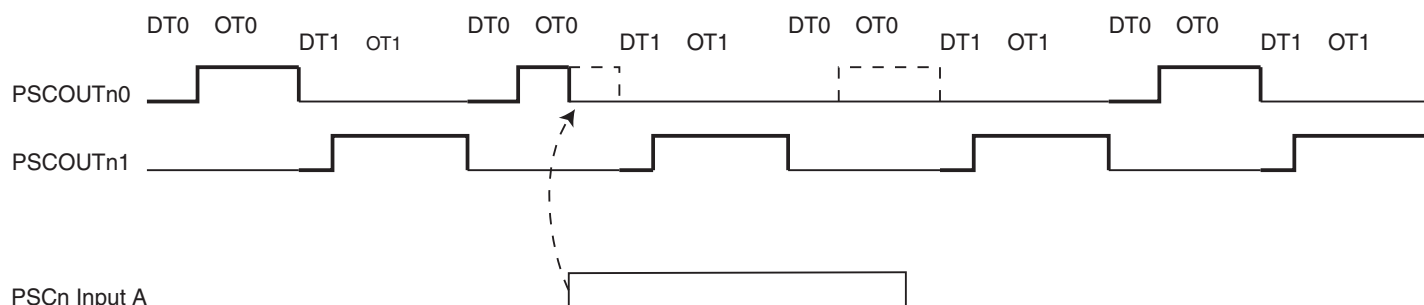 DT0 OT0 DT1 OT1 DT0 OT0 DT1 OT1 DT0 OT0 DT1 OT1 DT0 OT0 DT1 OT1
PSCOUTn0
PSCOUTn1
PSCn Input A